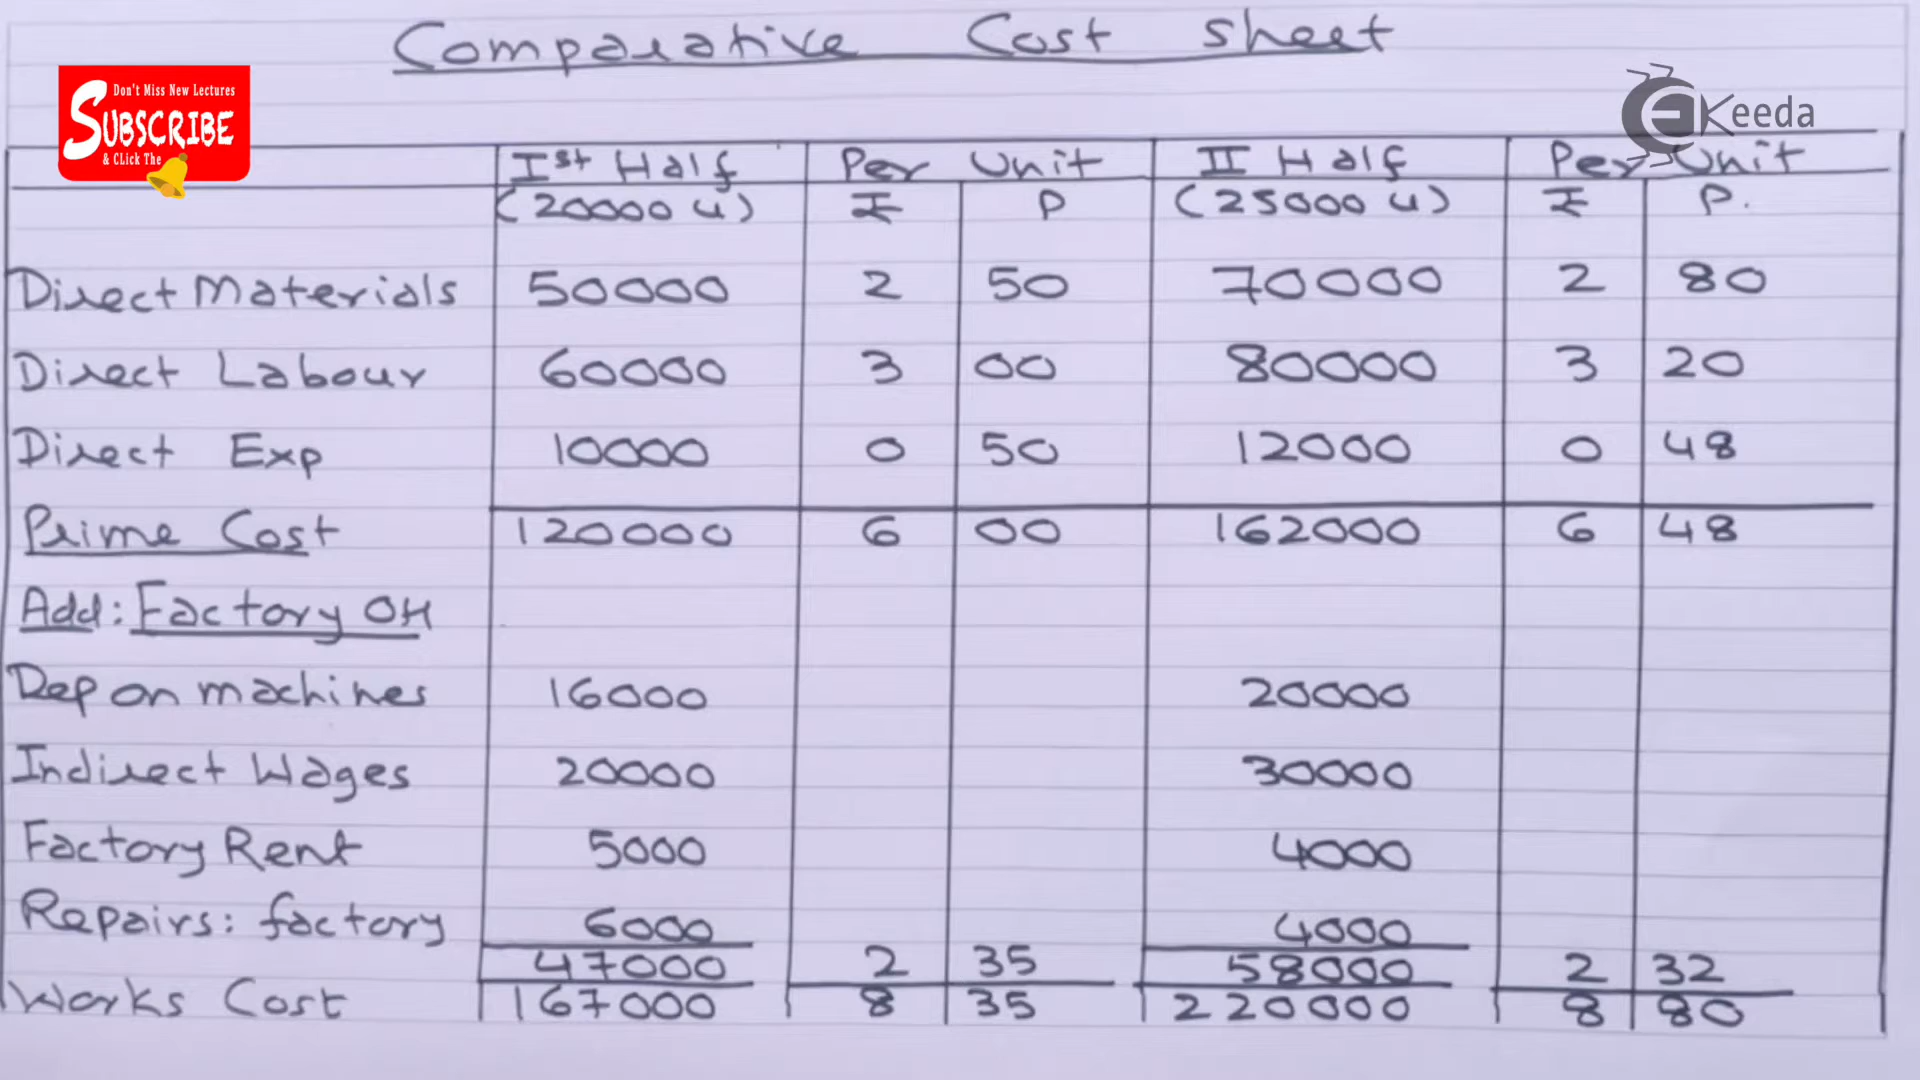 Comparative Cost Sheet
Don't Miss New Lectures
SUBSCRIBE
& CLick The
EKeeda
Ist Half Per Unit II Half Per Unit
(20000 u) ₹ P (25000 u) ₹ P.
Direct Materials 50000 2 50 70000 2 80
Direct Labour 60000 3 00 80000 3 20
Direct Exp 10000 0 50 12000 0 48
Prime Cost 120000 6 00 162000 6 48
Add: Factory OH
Dep on machines 16000 20000
Indirect Wages 20000 30000
Factory Rent 5000 4000
Repairs: factory 6000 4000
47000 2 35 58000 2 32
Works Cost 167000 8 35 220000 8 80